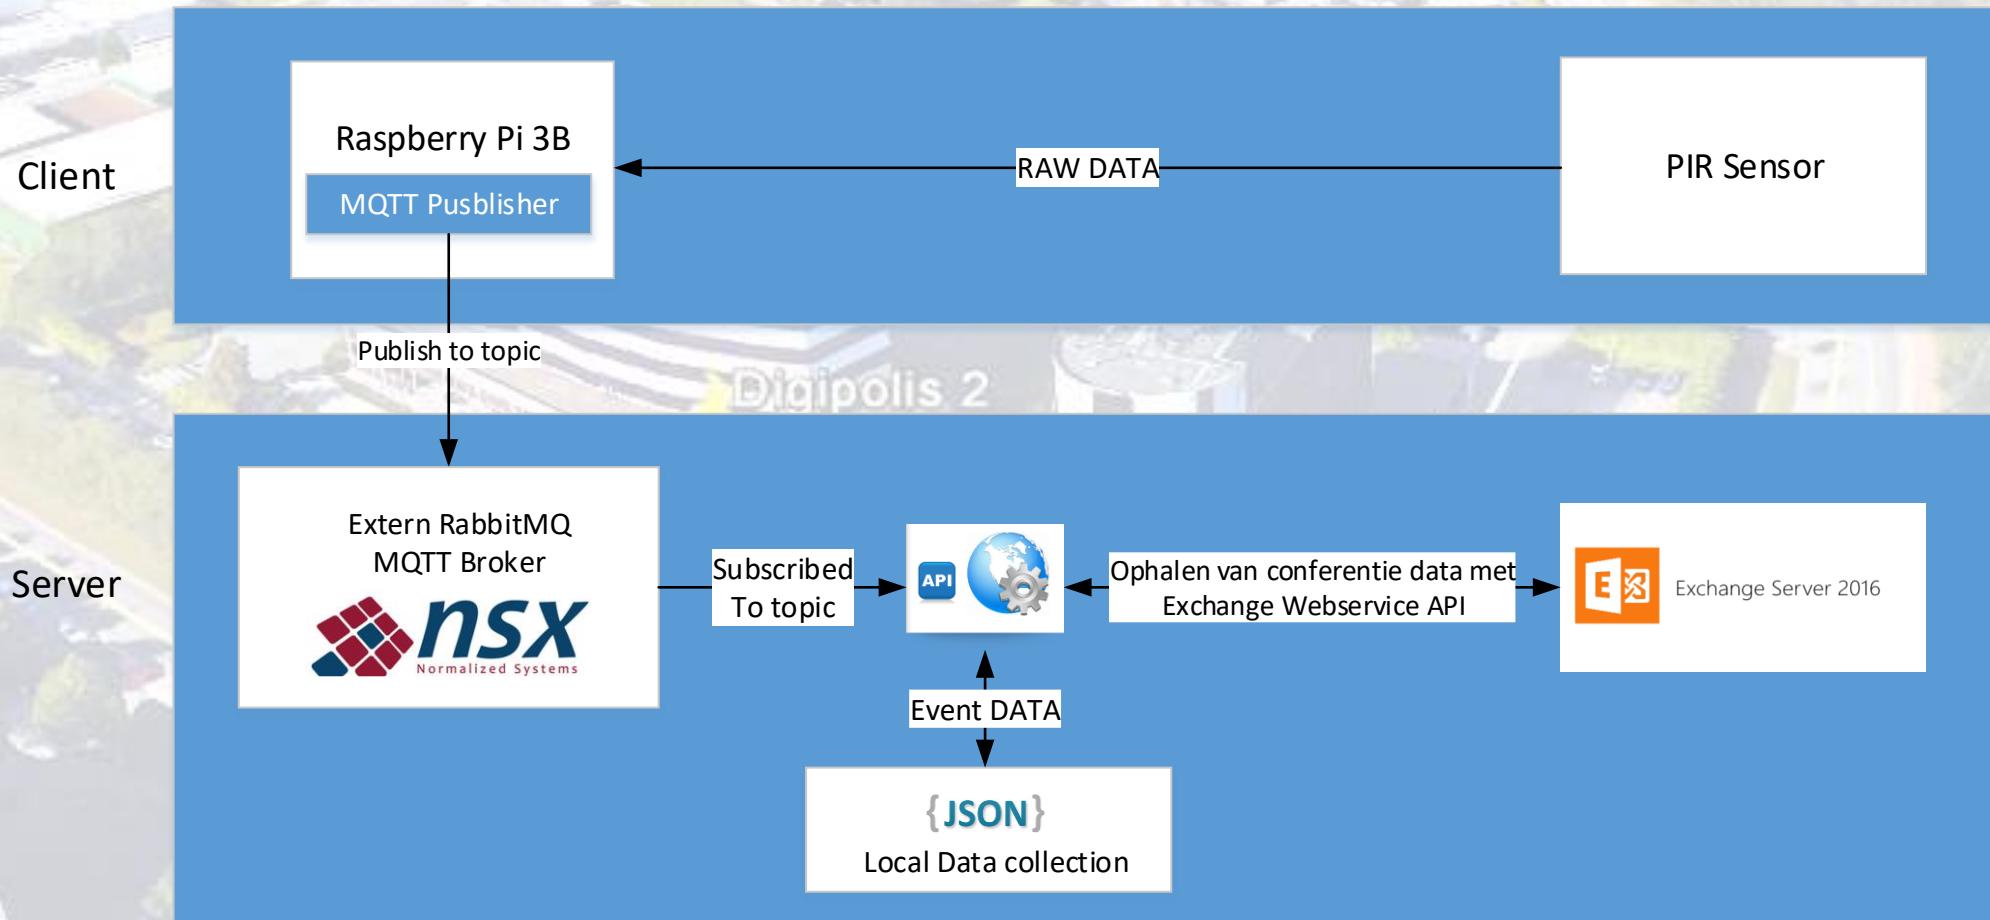 Client
Raspberry Pi 3B
MQTT Pusblisher
RAW DATA
PIR Sensor
Publish to topic
Digipolis 2
Server
Extern RabbitMQ
MQTT Broker
nsx
Normalized Systems
Subscribed
To topic
API
Ophalen van conferentie data met
Exchange Webservice API
E
Exchange Server 2016
Event DATA
{JSON}
Local Data collection